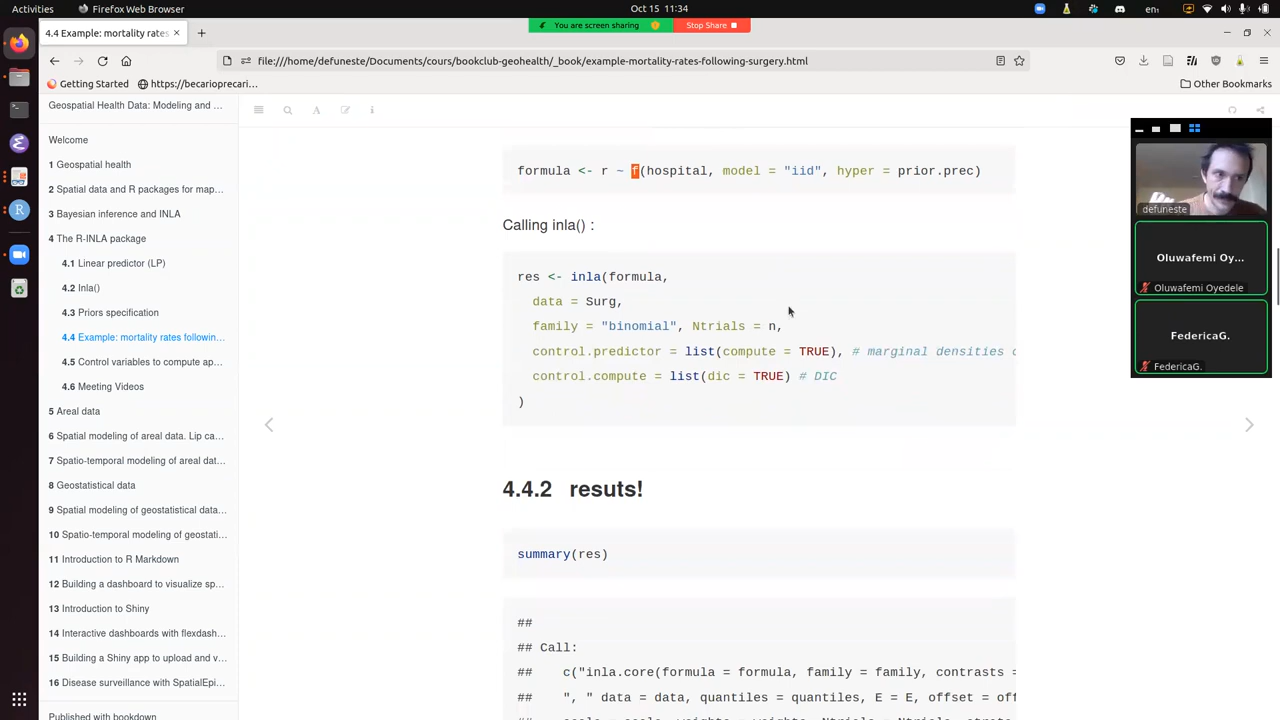 Activities
Firefox Web Browser
Oct 15 11:34
en
You are screen sharing
Stop Share
4.4 Example: mortality rates
file:///home/defuneste/Documents/cours/bookclub-geohealth/_book/example-mortality-rates-following-surgery.html
Getting Started
https://becarioprecari…
Other Bookmarks
Geospatial Health Data: Modeling and …
Welcome
1 Geospatial health
2 Spatial data and R packages for map…
3 Bayesian inference and INLA
4 The R-INLA package
4.1 Linear predictor (LP)
4.2 Inla()
4.3 Priors specification
4.4 Example: mortality rates followin…
4.5 Control variables to compute ap…
4.6 Meeting Videos
5 Areal data
6 Spatial modeling of areal data. Lip ca…
7 Spatio-temporal modeling of areal dat…
8 Geostatistical data
9 Spatial modeling of geostatistical data…
10 Spatio-temporal modeling of geostati…
11 Introduction to R Markdown
12 Building a dashboard to visualize sp…
13 Introduction to Shiny
14 Interactive dashboards with flexdash…
15 Building a Shiny app to upload and v…
16 Disease surveillance with SpatialEpi…
Published with bookdown
formula <- r ~ f(hospital, model = "iid", hyper = prior.prec)
Calling inla() :
res <- inla(formula,
data = Surg,
family = "binomial", Ntrials = n,
control.predictor = list(compute = TRUE), # marginal densities
control.compute = list(dic = TRUE) # DIC
)
4.4.2 resuts!
summary(res)
##
## Call:
## c("inla.core(formula = formula, family = family, contrasts =
## ", " data = data, quantiles = quantiles, E = E, offset = off
defuneste
Oluwafemi Oy...
Oluwafemi Oyedele
FedericaG.
FedericaG.